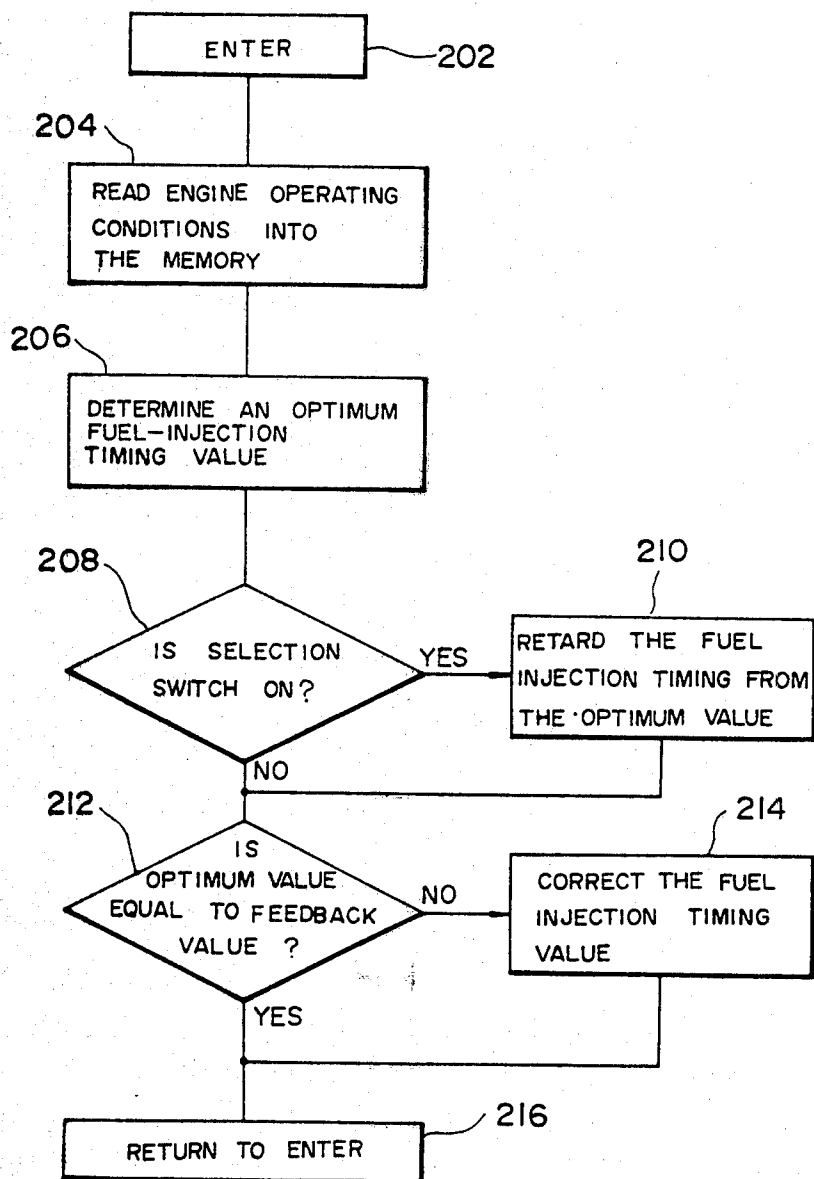 ENTER
202
204
READ ENGINE OPERATING
CONDITIONS INTO
THE MEMORY
206
DETERMINE AN OPTIMUM
FUEL-INJECTION
TIMING VALUE
208
IS SELECTION
SWITCH ON?
YES
210
RETARD THE FUEL
INJECTION TIMING FROM
THE OPTIMUM VALUE
NO
212
IS
OPTIMUM VALUE
EQUAL TO FEEDBACK
VALUE ?
NO
214
CORRECT THE FUEL
INJECTION TIMING
VALUE
YES
216
RETURN TO ENTER